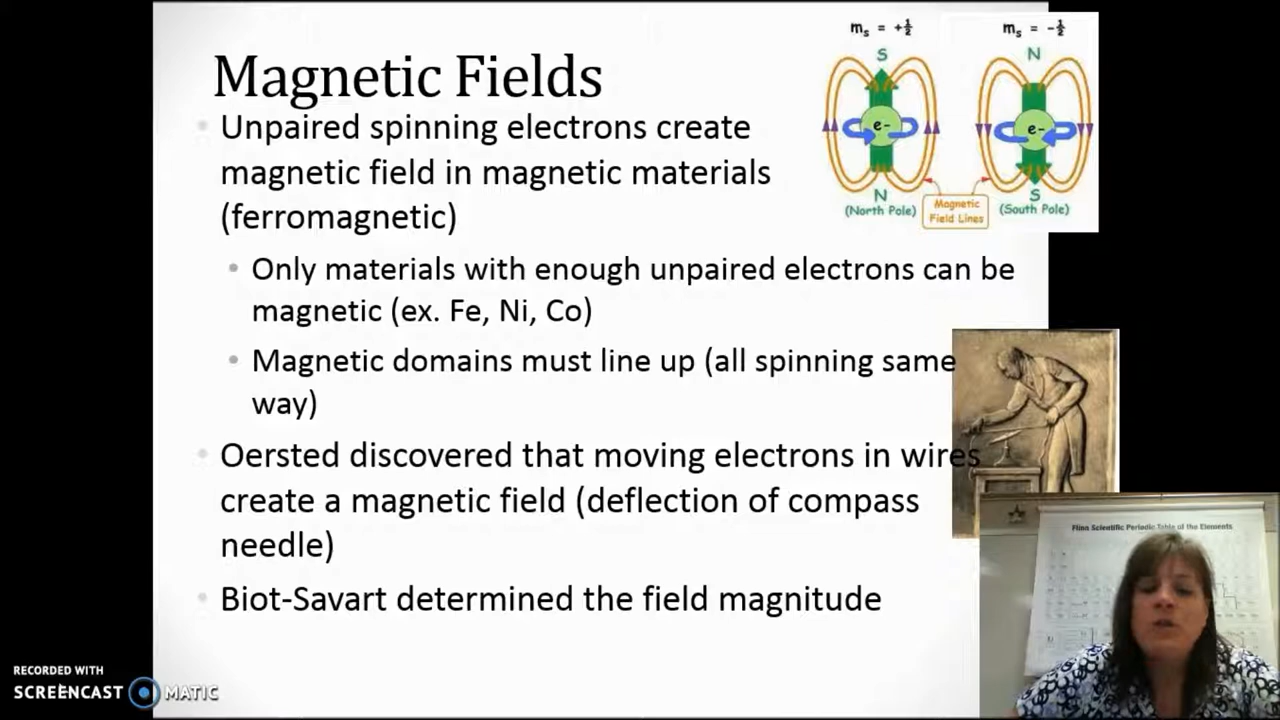 Magnetic Fields
Unpaired spinning electrons create
magnetic field in magnetic materials
(ferromagnetic)
Only materials with enough unpaired electrons can be
magnetic (ex. Fe, Ni, Co)
Magnetic domains must line up (all spinning same
way)
Oersted discovered that moving electrons in wires
create a magnetic field (deflection of compass
needle)
Biot-Savart determined the field magnitude
mₛ = +½
mₛ = -½
S
N
e-
e-
N
S
(North Pole)
(South Pole)
Magnetic
Field Lines
Flinn Scientific Periodic Table of the Elements
RECORDED WITH
SCREENCAST MATIC